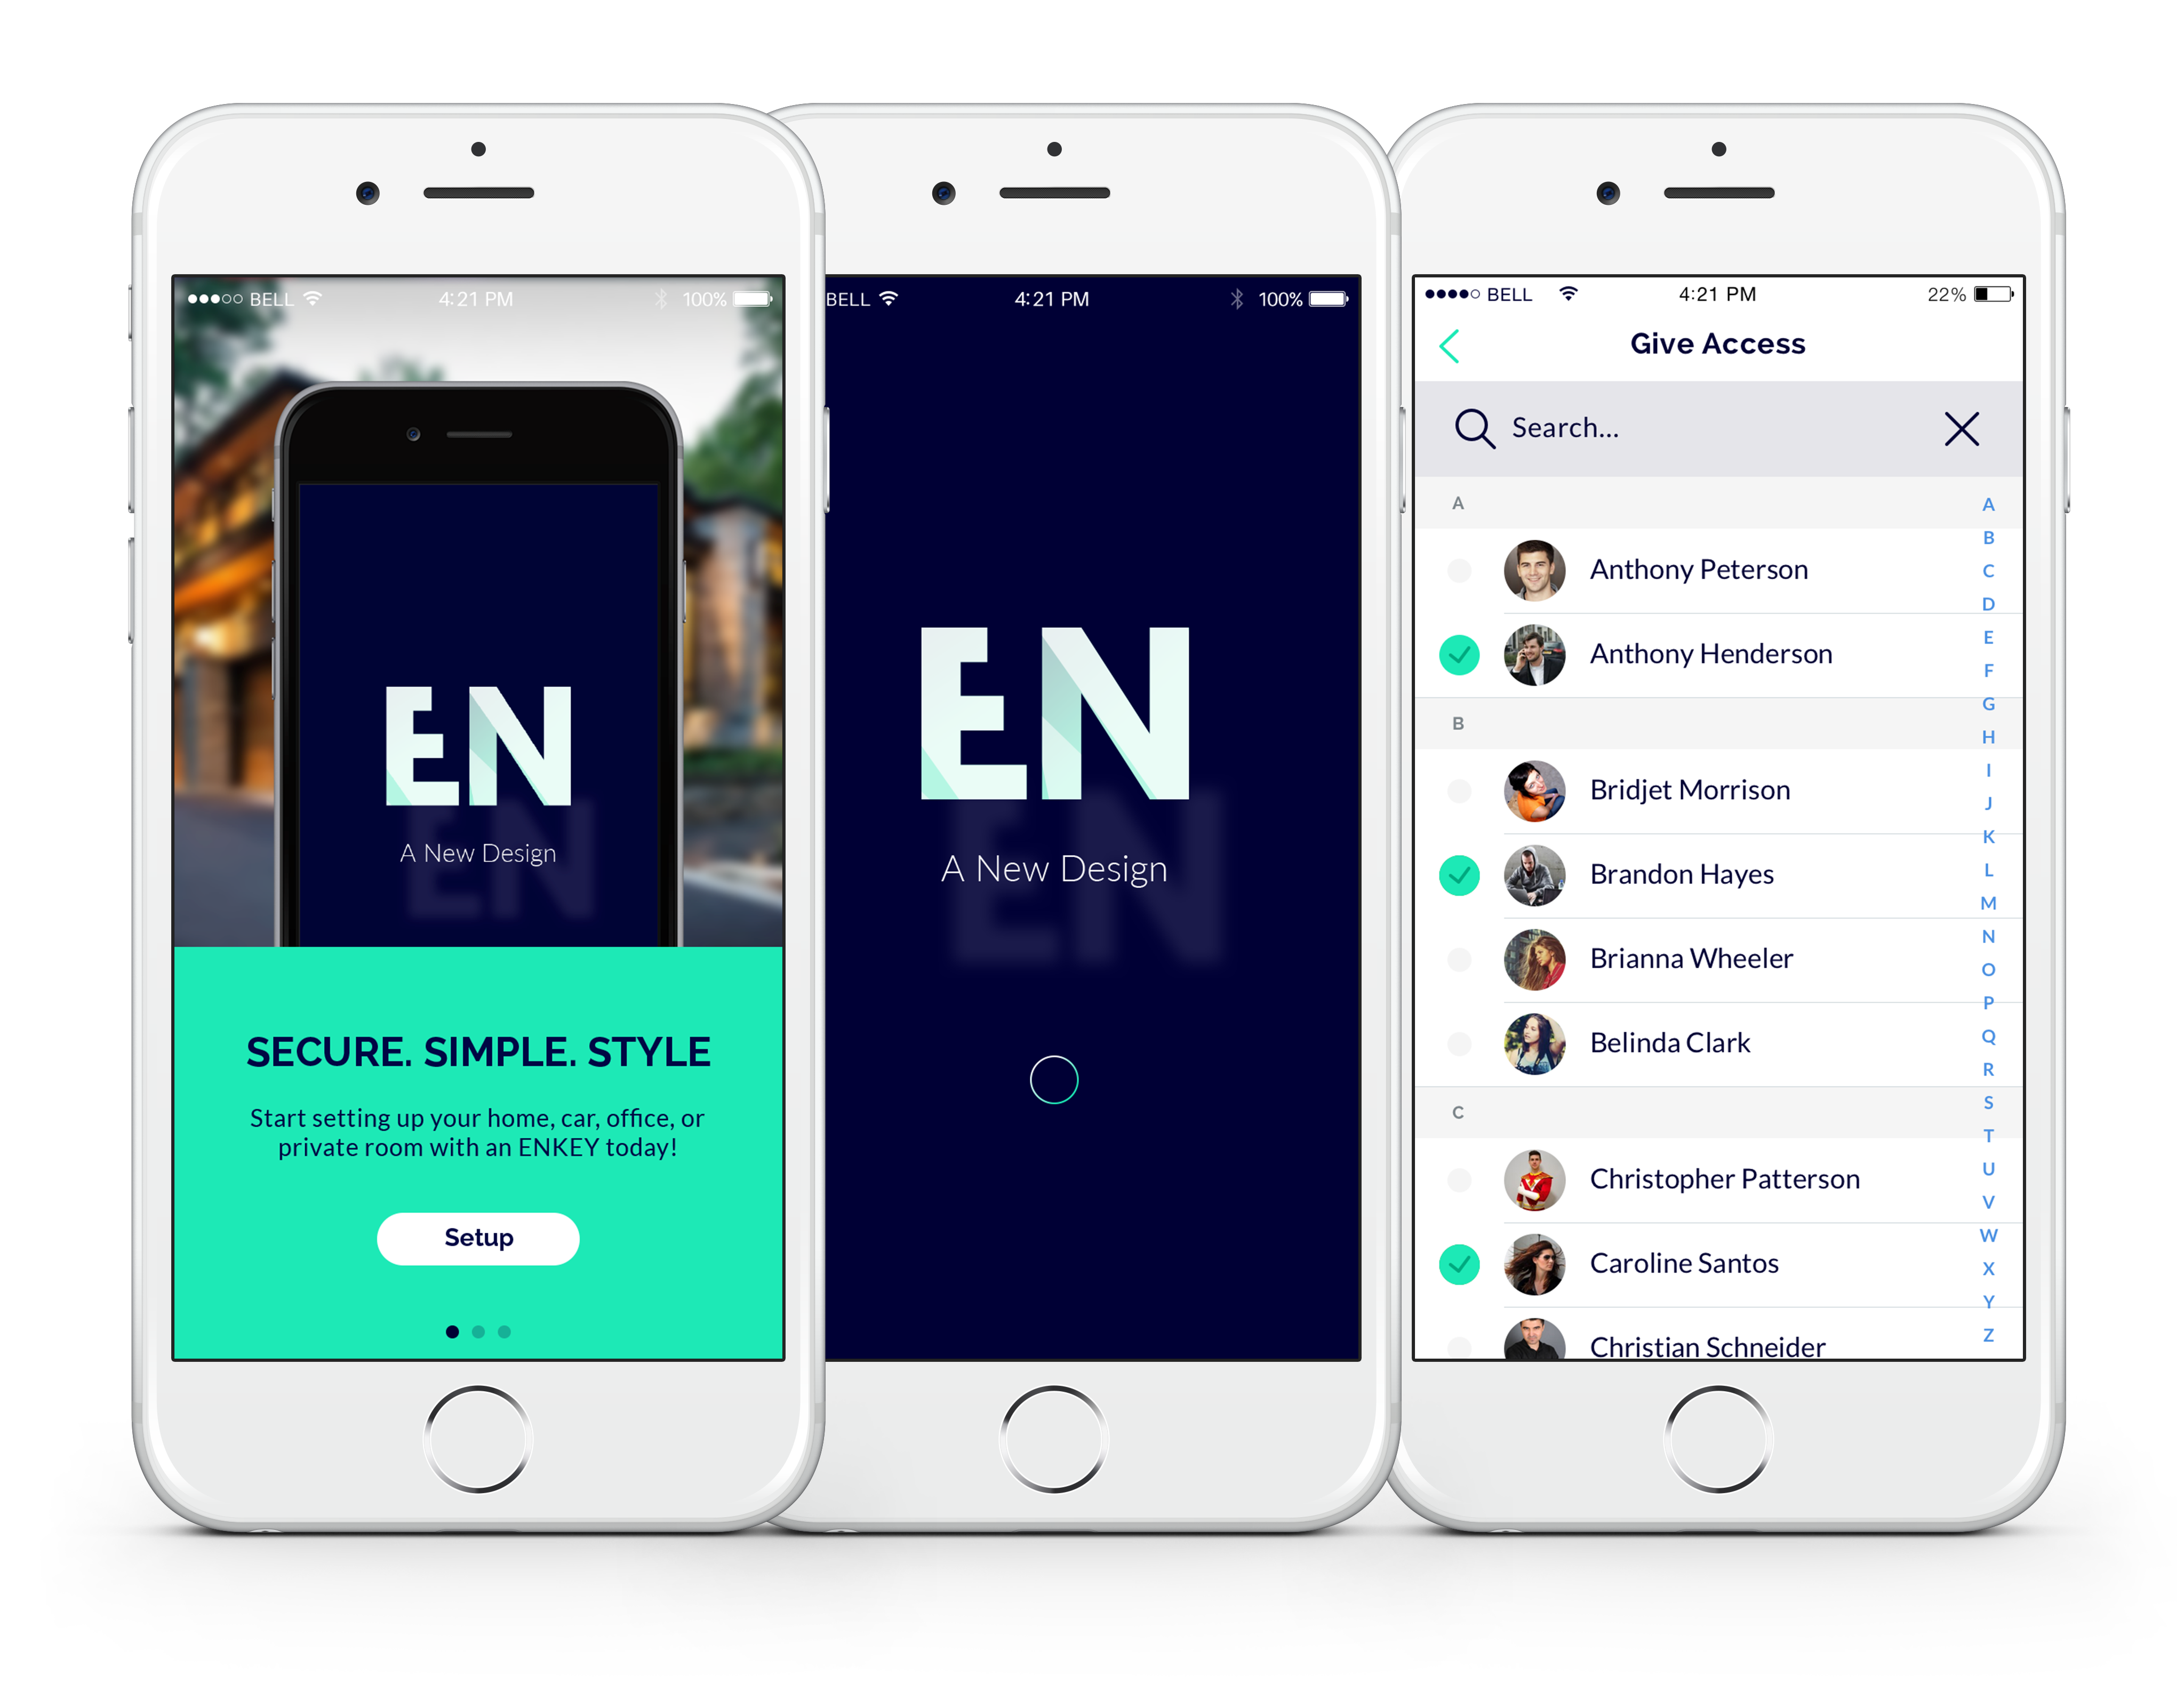 BELL 4:21 PM 100%
EN
A New Design
EN
SECURE. SIMPLE. STYLE
Start setting up your home, car, office, or
private room with an ENKEY today!
Setup
BELL 4:21 PM 100%
EN
A New Design
EN
BELL 4:21 PM 22%
Give Access
Search...
A
Anthony Peterson
Anthony Henderson
B
Bridjet Morrison
Brandon Hayes
Brianna Wheeler
Belinda Clark
C
Christopher Patterson
Caroline Santos
Christian Schneider
A
B
C
D
E
F
G
H
I
J
K
L
M
N
O
P
Q
R
S
T
U
V
W
X
Y
Z